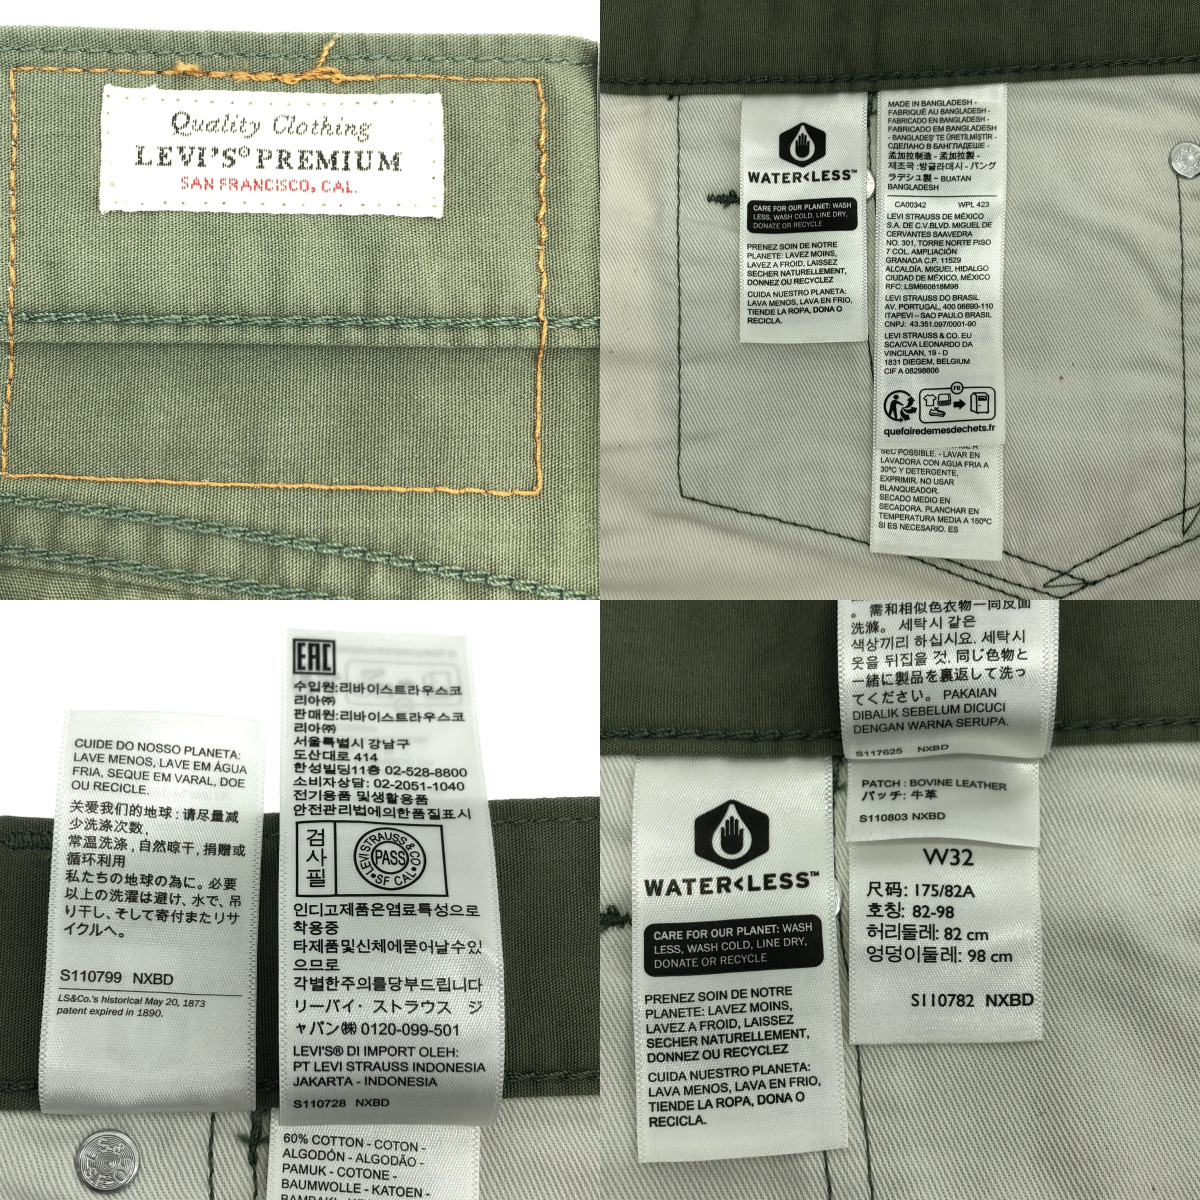 Quality Clothing
LEVI'S® PREMIUM
SAN FRANCISCO, CAL.
WATER<LESS™
CARE FOR OUR PLANET: WASH
LESS, WASH COLD, LINE DRY,
DONATE OR RECYCLE
PRENEZ SOIN DE NOTRE
PLANETE: LAVEZ MOINS,
LAVEZ A FROID, LAISSEZ
SECHER NATURELLEMENT,
DONNEZ OU RECYCLEZ
CUIDA NUESTRO PLANETA:
LAVA MENOS, LAVA EN FRIO,
TIENDE LA ROPA, DONA O
RECICLA.
MADE IN BANGLADESH -
FABRIQUÉ AU BANGLADESH -
FABRICADO EN BANGLADESH -
FABRICADO EM BANGLADESH
- BANGLADEŞ' TE ÜRETİLMİŞTİR -
СДЕЛАНО В БАНГЛАДЕШЕ -
孟加拉制造 - 孟加拉製 -
제조국 :방글라데시 - バング
ラデシュ製 - BUATAN
BANGLADESH
CA00342 WPL 423
LEVI STRAUSS DE MÉXICO
S.A. DE C.V.BLVD. MIGUEL DE
CERVANTES SAAVEDRA
NO. 301, TORRE NORTE PISO
7 COL. AMPLIACIÓN
GRANADA C.P. 11529
ALCALDÍA. MIGUEL HIDALGO
CIUDAD DE MÉXICO, MÉXICO
RFC: LSM660818M98
LEVI STRAUSS DO BRASIL
AV. PORTUGAL, 400 06690-110
ITAPEVI – SAO PAULO BRASIL
CNPJ: 43.351.097/0001-90
LEVI STRAUSS & CO. EU
SCA/CVA LEONARDO DA
VINCILAAN, 19 - D
1831 DIEGEM, BELGIUM
CIF A 08298606
FR
quefairedemesdechets.fr
SEC POSSIBLE. - LAVAR EN
LAVADORA CON AGUA FRIA A
30ºC Y DETERGENTE,
EXPRIMIR. NO USAR
BLANQUEADOR.
SECADO MEDIO EN
SECADORA. PLANCHAR EN
TEMPERATURA MEDIA A 150ºC
SI ES NECESARIO. ES
CUIDE DO NOSSO PLANETA:
LAVE MENOS, LAVE EM ÁGUA
FRIA, SEQUE EM VARAL, DOE
OU RECICLE.
关爱我们的地球：请尽量减
少洗涤次数，
常温洗涤，自然晾干，捐赠或
循环利用
私たちの地球の為に。必要
以上の洗濯は避け、水で、吊
り干し、そして寄付またリサ
イクルへ。
S110799 NXBD
LS&Co.'s historical May 20, 1873
patent expired in 1890.
EAC
수입원:리바이스트라우스코
리아㈜
판매원:리바이스트라우스코
리아㈜
서울특별시 강남구
도산대로 414
한성빌딩11층 02-528-8800
소비자상담: 02-2051-1040
전기용품 및생활용품
안전관리법에의한품질표시
검사필
LEVI STRAUSS & CO
PASS
SF CAL.
인디고제품은염료특성으로
착용중
타제품및신체에묻어날수있
으므로
각별한주의를당부드립니다
リーバイ・ストラウス ジ
ャパン㈱ 0120-099-501
LEVI'S® DI IMPORT OLEH:
PT LEVI STRAUSS INDONESIA
JAKARTA - INDONESIA
S110728 NXBD
60% COTTON - COTON -
ALGODÓN - ALGODÃO -
PAMUK - COTONE -
BAUMWOLLE - KATOEN -
。需和相似色衣物一同反面
洗滌。 세탁시 같은
색상끼리 하십시요. 세탁시
옷을 뒤집을 것. 同じ色物と
一緒に製品を裏返して洗っ
てください。 PAKAIAN
DIBALIK SEBELUM DICUCI
DENGAN WARNA SERUPA.
S117625 NXBD
PATCH : BOVINE LEATHER
パッチ: 牛革
S110803 NXBD
W32
尺码: 175/82A
호칭: 82-98
허리둘레: 82 cm
엉덩이둘레: 98 cm
S110782 NXBD
WATER<LESS™
CARE FOR OUR PLANET: WASH
LESS, WASH COLD, LINE DRY,
DONATE OR RECYCLE
PRENEZ SOIN DE NOTRE
PLANETE: LAVEZ MOINS,
LAVEZ A FROID, LAISSEZ
SECHER NATURELLEMENT,
DONNEZ OU RECYCLEZ
CUIDA NUESTRO PLANETA:
LAVA MENOS, LAVA EN FRIO,
TIENDE LA ROPA, DONA O
RECICLA.